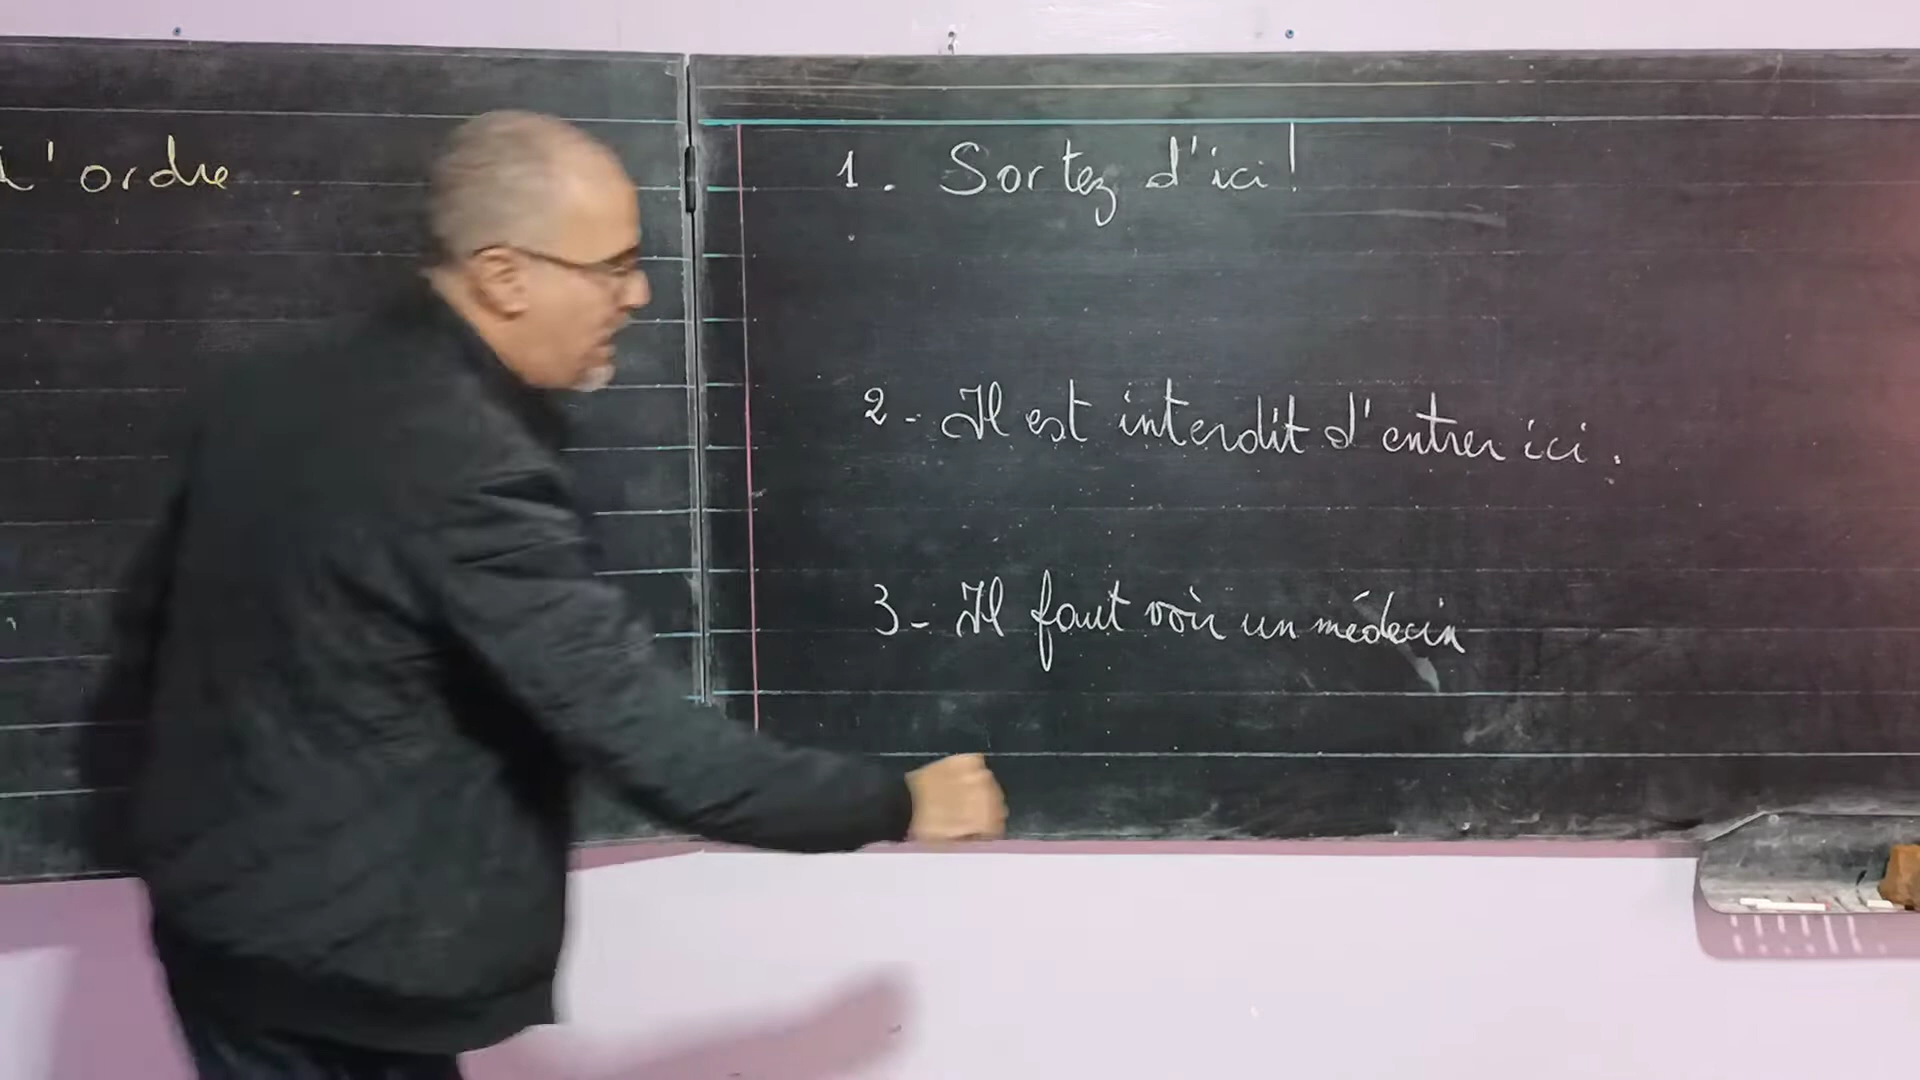 l'ordre.
1. Sortez d'ici!
2 - Il est interdit d'entrer ici.
3 - Il faut voir un médecin